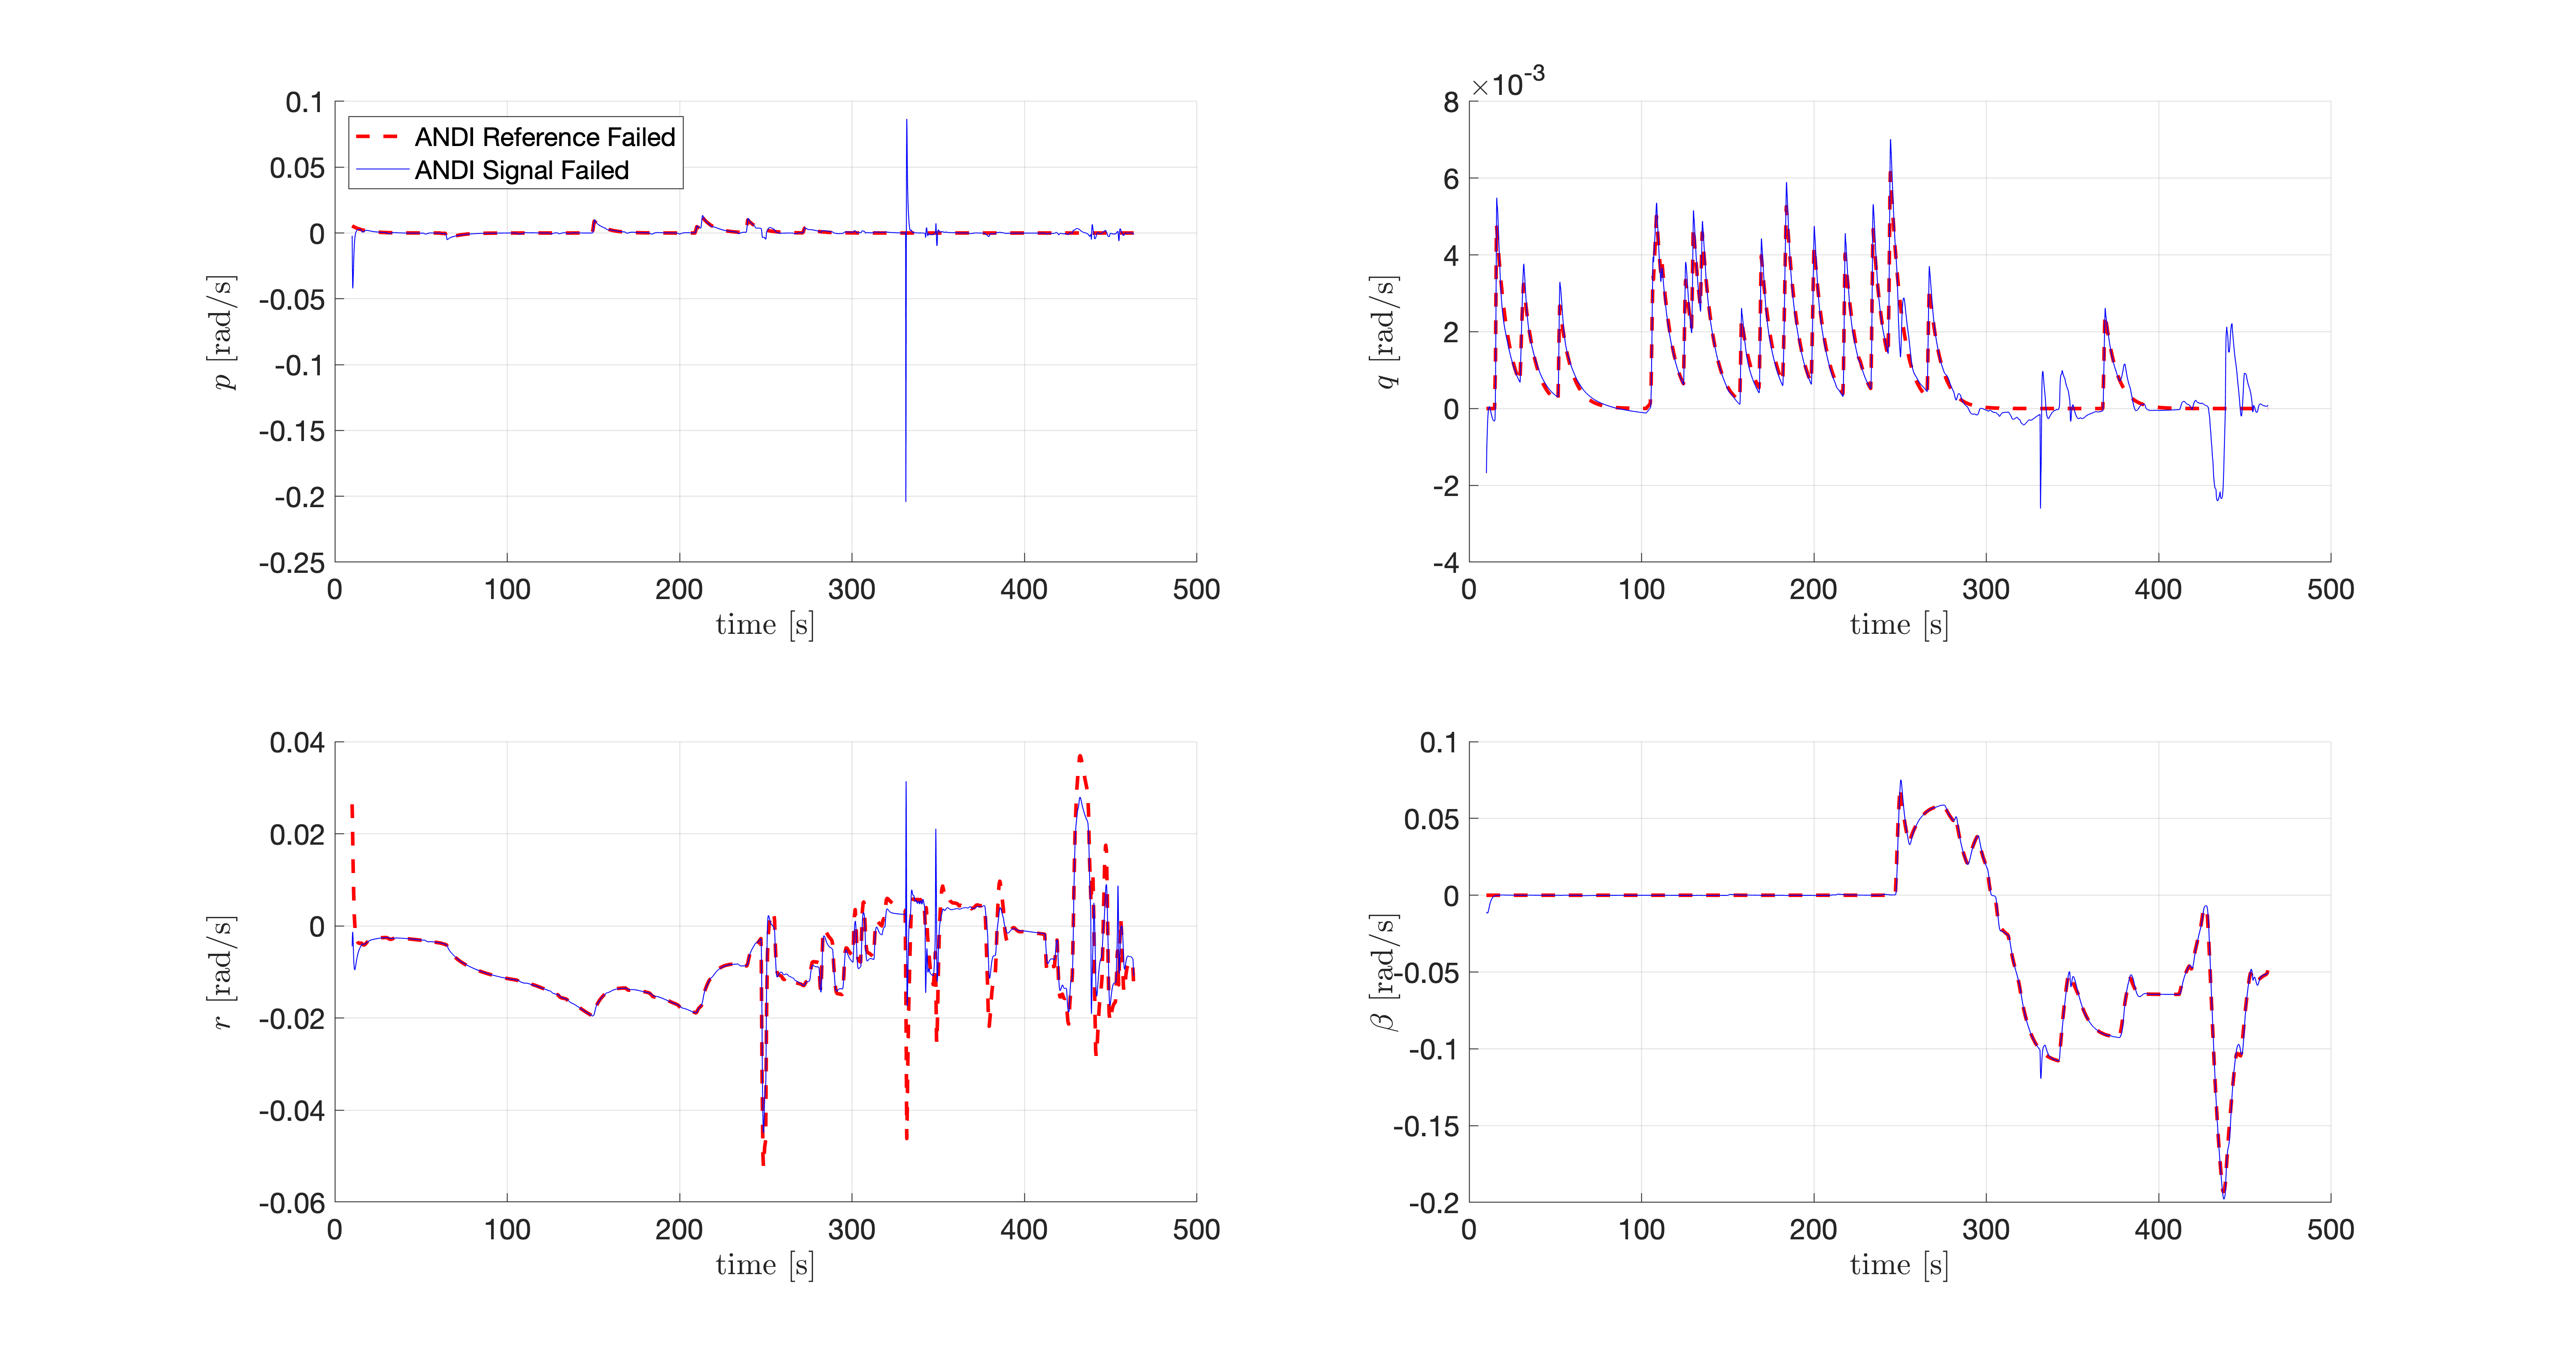 0.1
0.05
0
-0.05
-0.1
-0.15
-0.2
-0.25
p [rad/s]
ANDI Reference Failed
ANDI Signal Failed
0 100 200 300 400 500
time [s]
×10-3
8
6
4
2
0
-2
-4
q [rad/s]
0 100 200 300 400 500
time [s]
0.04
0.02
0
-0.02
-0.04
-0.06
r [rad/s]
0 100 200 300 400 500
time [s]
0.1
0.05
0
-0.05
-0.1
-0.15
-0.2
β [rad/s]
0 100 200 300 400 500
time [s]